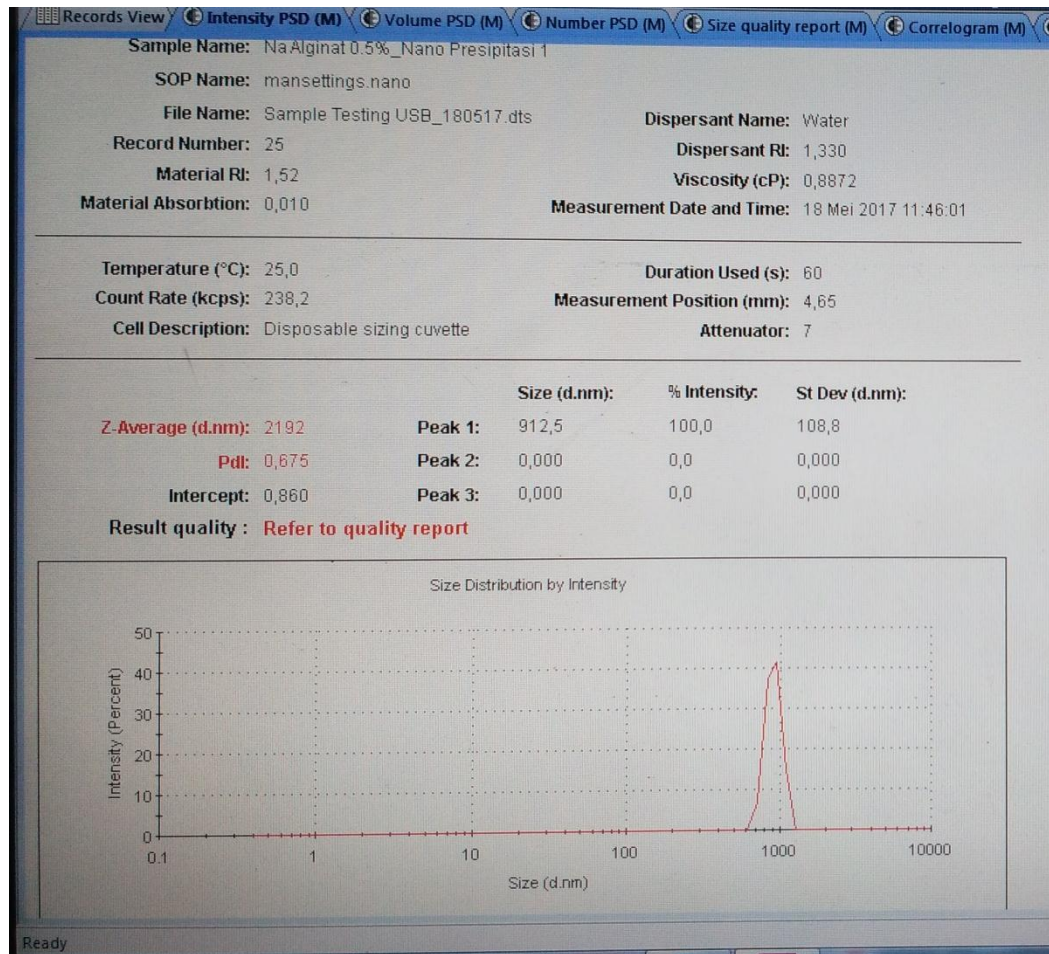 Records View Intensity PSD (M) Volume PSD (M) Number PSD (M) Size quality report (M) Correlogram (M)
Sample Name: Na Alginat 0.5%_Nano Presipitasi 1
SOP Name: mansettings.nano
File Name: Sample Testing USB_180517.dts Dispersant Name: Water
Record Number: 25 Dispersant RI: 1,330
Material RI: 1,52 Viscosity (cP): 0,8872
Material Absorbtion: 0,010 Measurement Date and Time: 18 Mei 2017 11:46:01
Temperature (°C): 25,0 Duration Used (s): 60
Count Rate (kcps): 238,2 Measurement Position (mm): 4,65
Cell Description: Disposable sizing cuvette Attenuator: 7
Size (d.nm): % Intensity: St Dev (d.nm):
Z-Average (d.nm): 2192 Peak 1: 912,5 100,0 108,8
PdI: 0,675 Peak 2: 0,000 0,0 0,000
Intercept: 0,860 Peak 3: 0,000 0,0 0,000
Result quality : Refer to quality report
Size Distribution by Intensity
Intensity (Percent)
50
40
30
20
10
0
0.1 1 10 100 1000 10000
Size (d.nm)
Ready